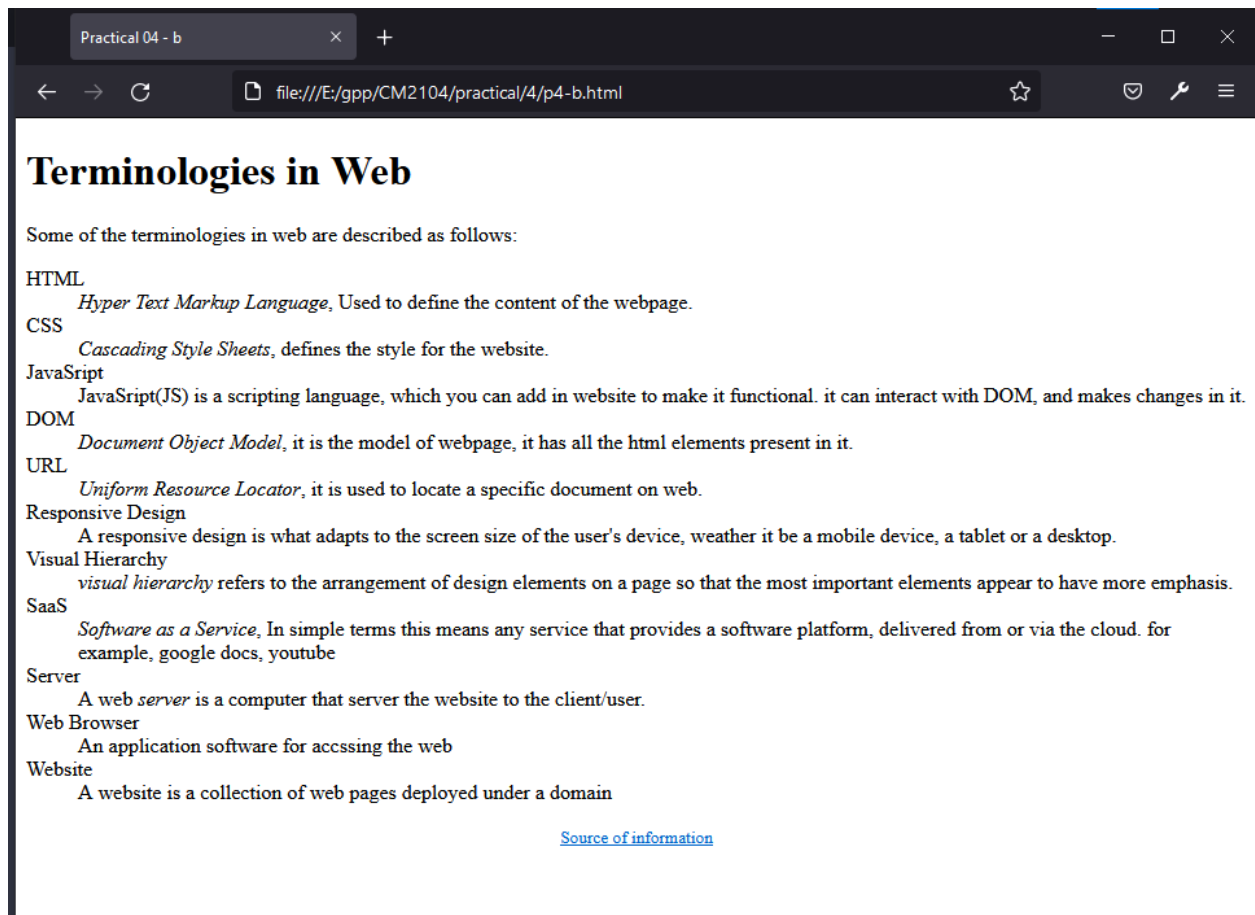 Practical 04 - b
file:///E:/gpp/CM2104/practical/4/p4-b.html
Terminologies in Web
Some of the terminologies in web are described as follows:
HTML
Hyper Text Markup Language, Used to define the content of the webpage.
CSS
Cascading Style Sheets, defines the style for the website.
JavaSript
JavaSript(JS) is a scripting language, which you can add in website to make it functional. it can interact with DOM, and makes changes in it.
DOM
Document Object Model, it is the model of webpage, it has all the html elements present in it.
URL
Uniform Resource Locator, it is used to locate a specific document on web.
Responsive Design
A responsive design is what adapts to the screen size of the user's device, weather it be a mobile device, a tablet or a desktop.
Visual Hierarchy
visual hierarchy refers to the arrangement of design elements on a page so that the most important elements appear to have more emphasis.
SaaS
Software as a Service, In simple terms this means any service that provides a software platform, delivered from or via the cloud. for
example, google docs, youtube
Server
A web server is a computer that server the website to the client/user.
Web Browser
An application software for accssing the web
Website
A website is a collection of web pages deployed under a domain
Source of information